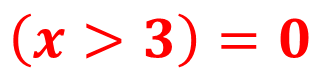 (x > 3) = 0